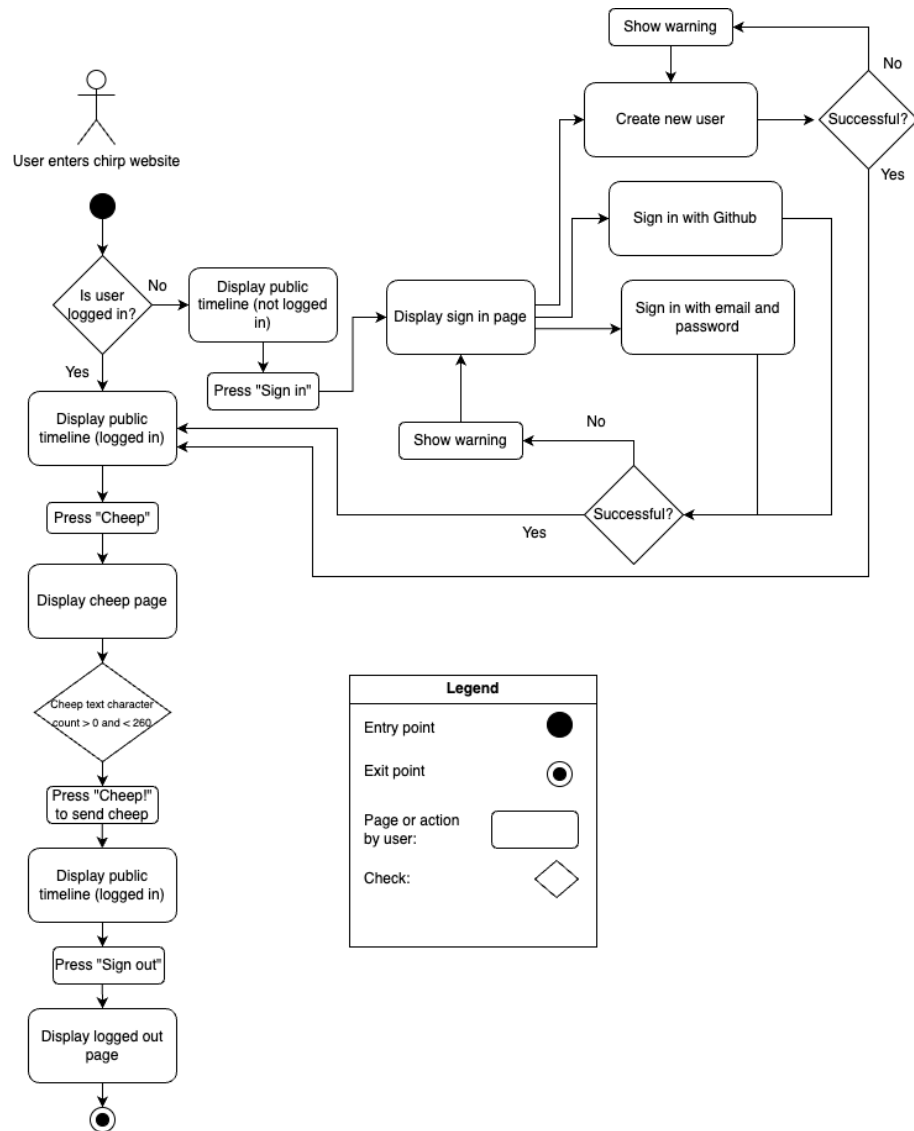 Show warning
No
Create new user
Successful?
Yes
User enters chirp website
Sign in with Github
Is user
logged in?
No
Display public
timeline (not logged
in)
Display sign in page
Sign in with email and
password
Yes
Press "Sign in"
Display public
timeline (logged in)
Show warning
No
Successful?
Yes
Press "Cheep"
Display cheep page
Cheep text character
count > 0 and < 260
Press "Cheep!"
to send cheep
Display public
timeline (logged in)
Press "Sign out"
Display logged out
page
Legend
Entry point
Exit point
Page or action
by user:
Check: